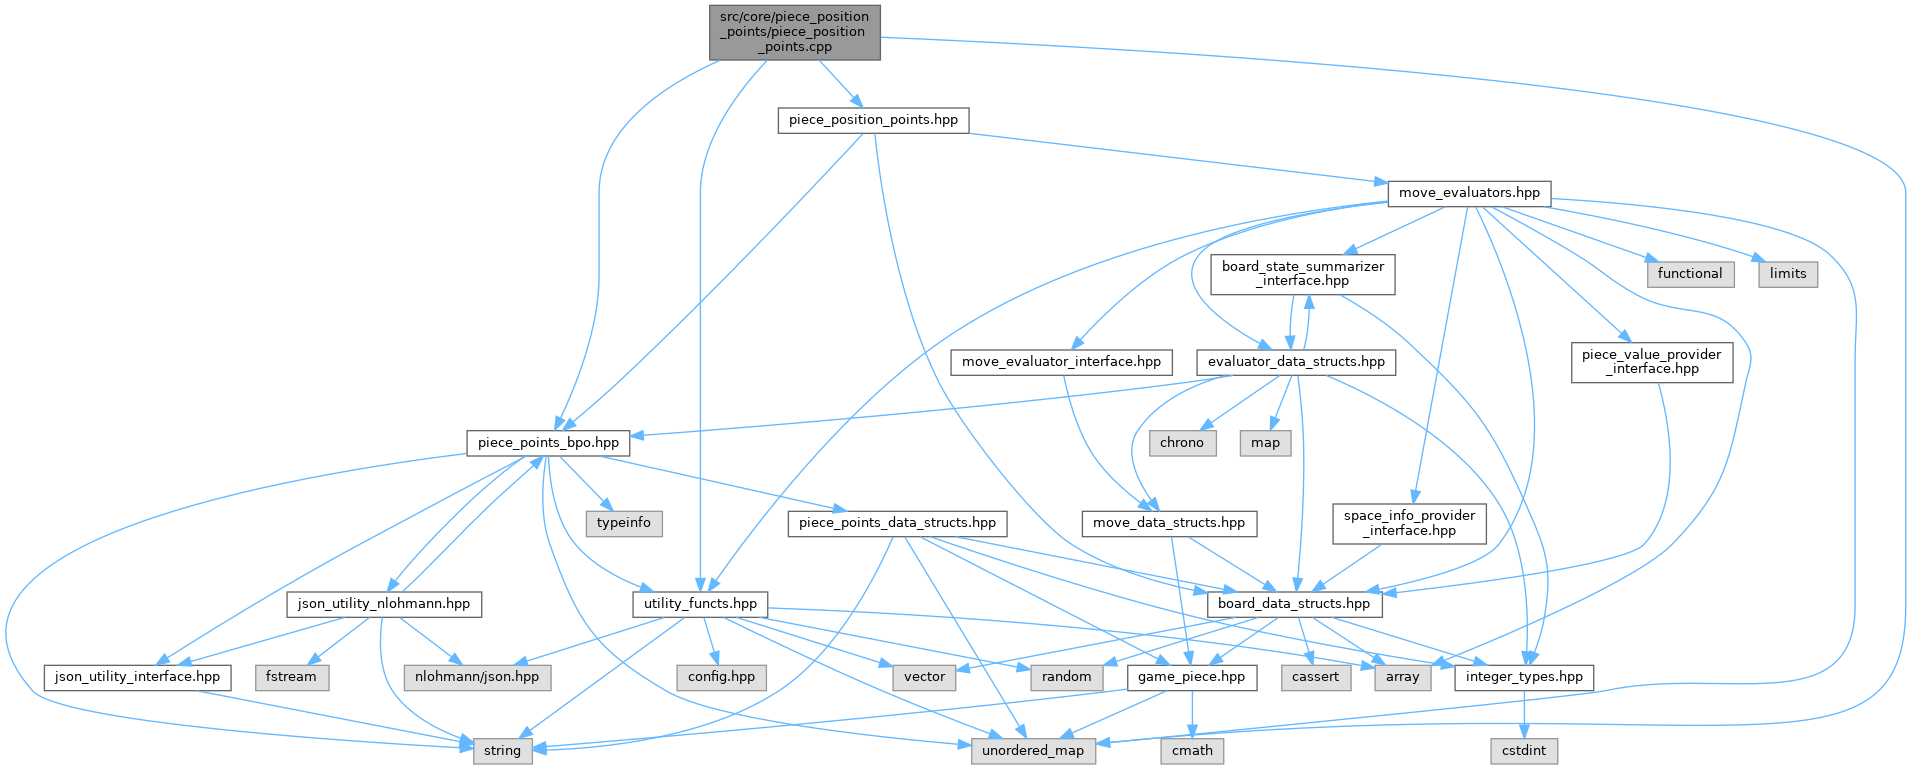 src/core/piece_position
_points/piece_position
_points.cpp
piece_position_points.hpp
move_evaluators.hpp
board_state_summarizer
_interface.hpp
functional
limits
move_evaluator_interface.hpp
evaluator_data_structs.hpp
piece_value_provider
_interface.hpp
piece_points_bpo.hpp
chrono
map
typeinfo
piece_points_data_structs.hpp
move_data_structs.hpp
space_info_provider
_interface.hpp
json_utility_nlohmann.hpp
utility_functs.hpp
board_data_structs.hpp
json_utility_interface.hpp
fstream
nlohmann/json.hpp
config.hpp
vector
random
game_piece.hpp
cassert
array
integer_types.hpp
string
unordered_map
cmath
cstdint